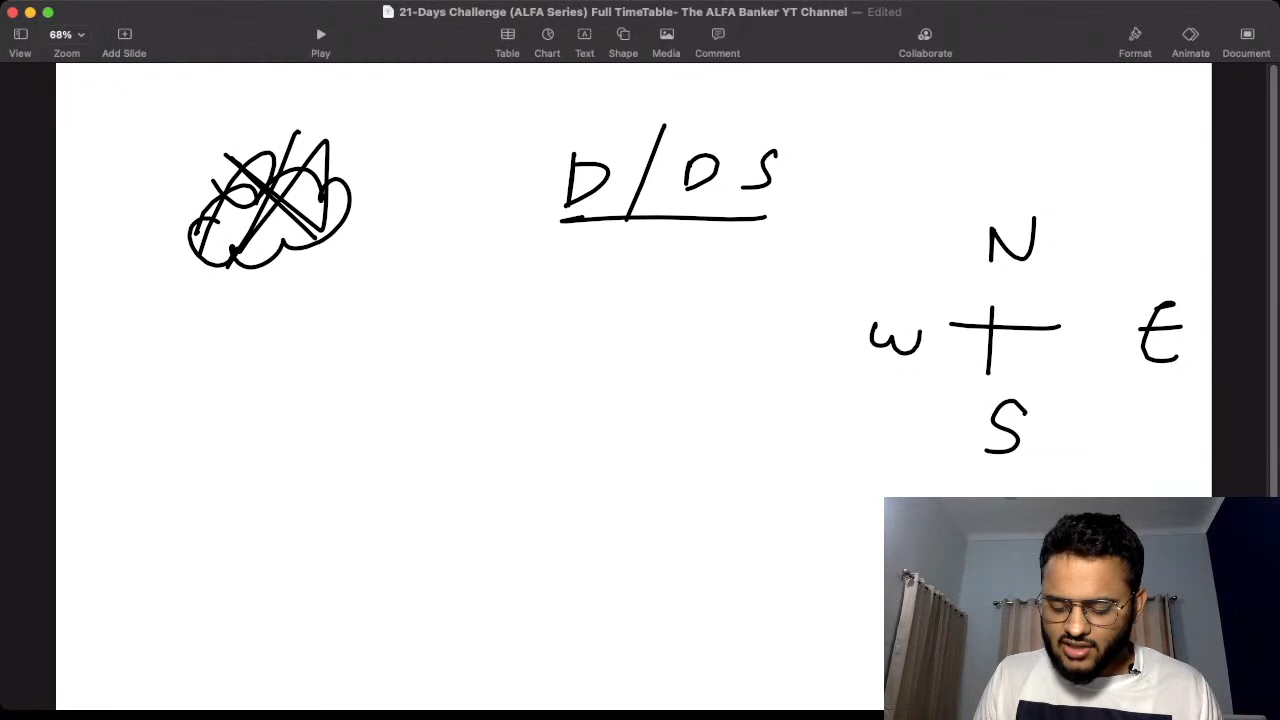 21-Days Challenge (ALFA Series) Full TimeTable- The ALFA Banker YT Channel — Edited
68%
View Zoom Add Slide Play Table Chart Text Shape Media Comment Collaborate Format Animate Document
D/DS
N
W E
S